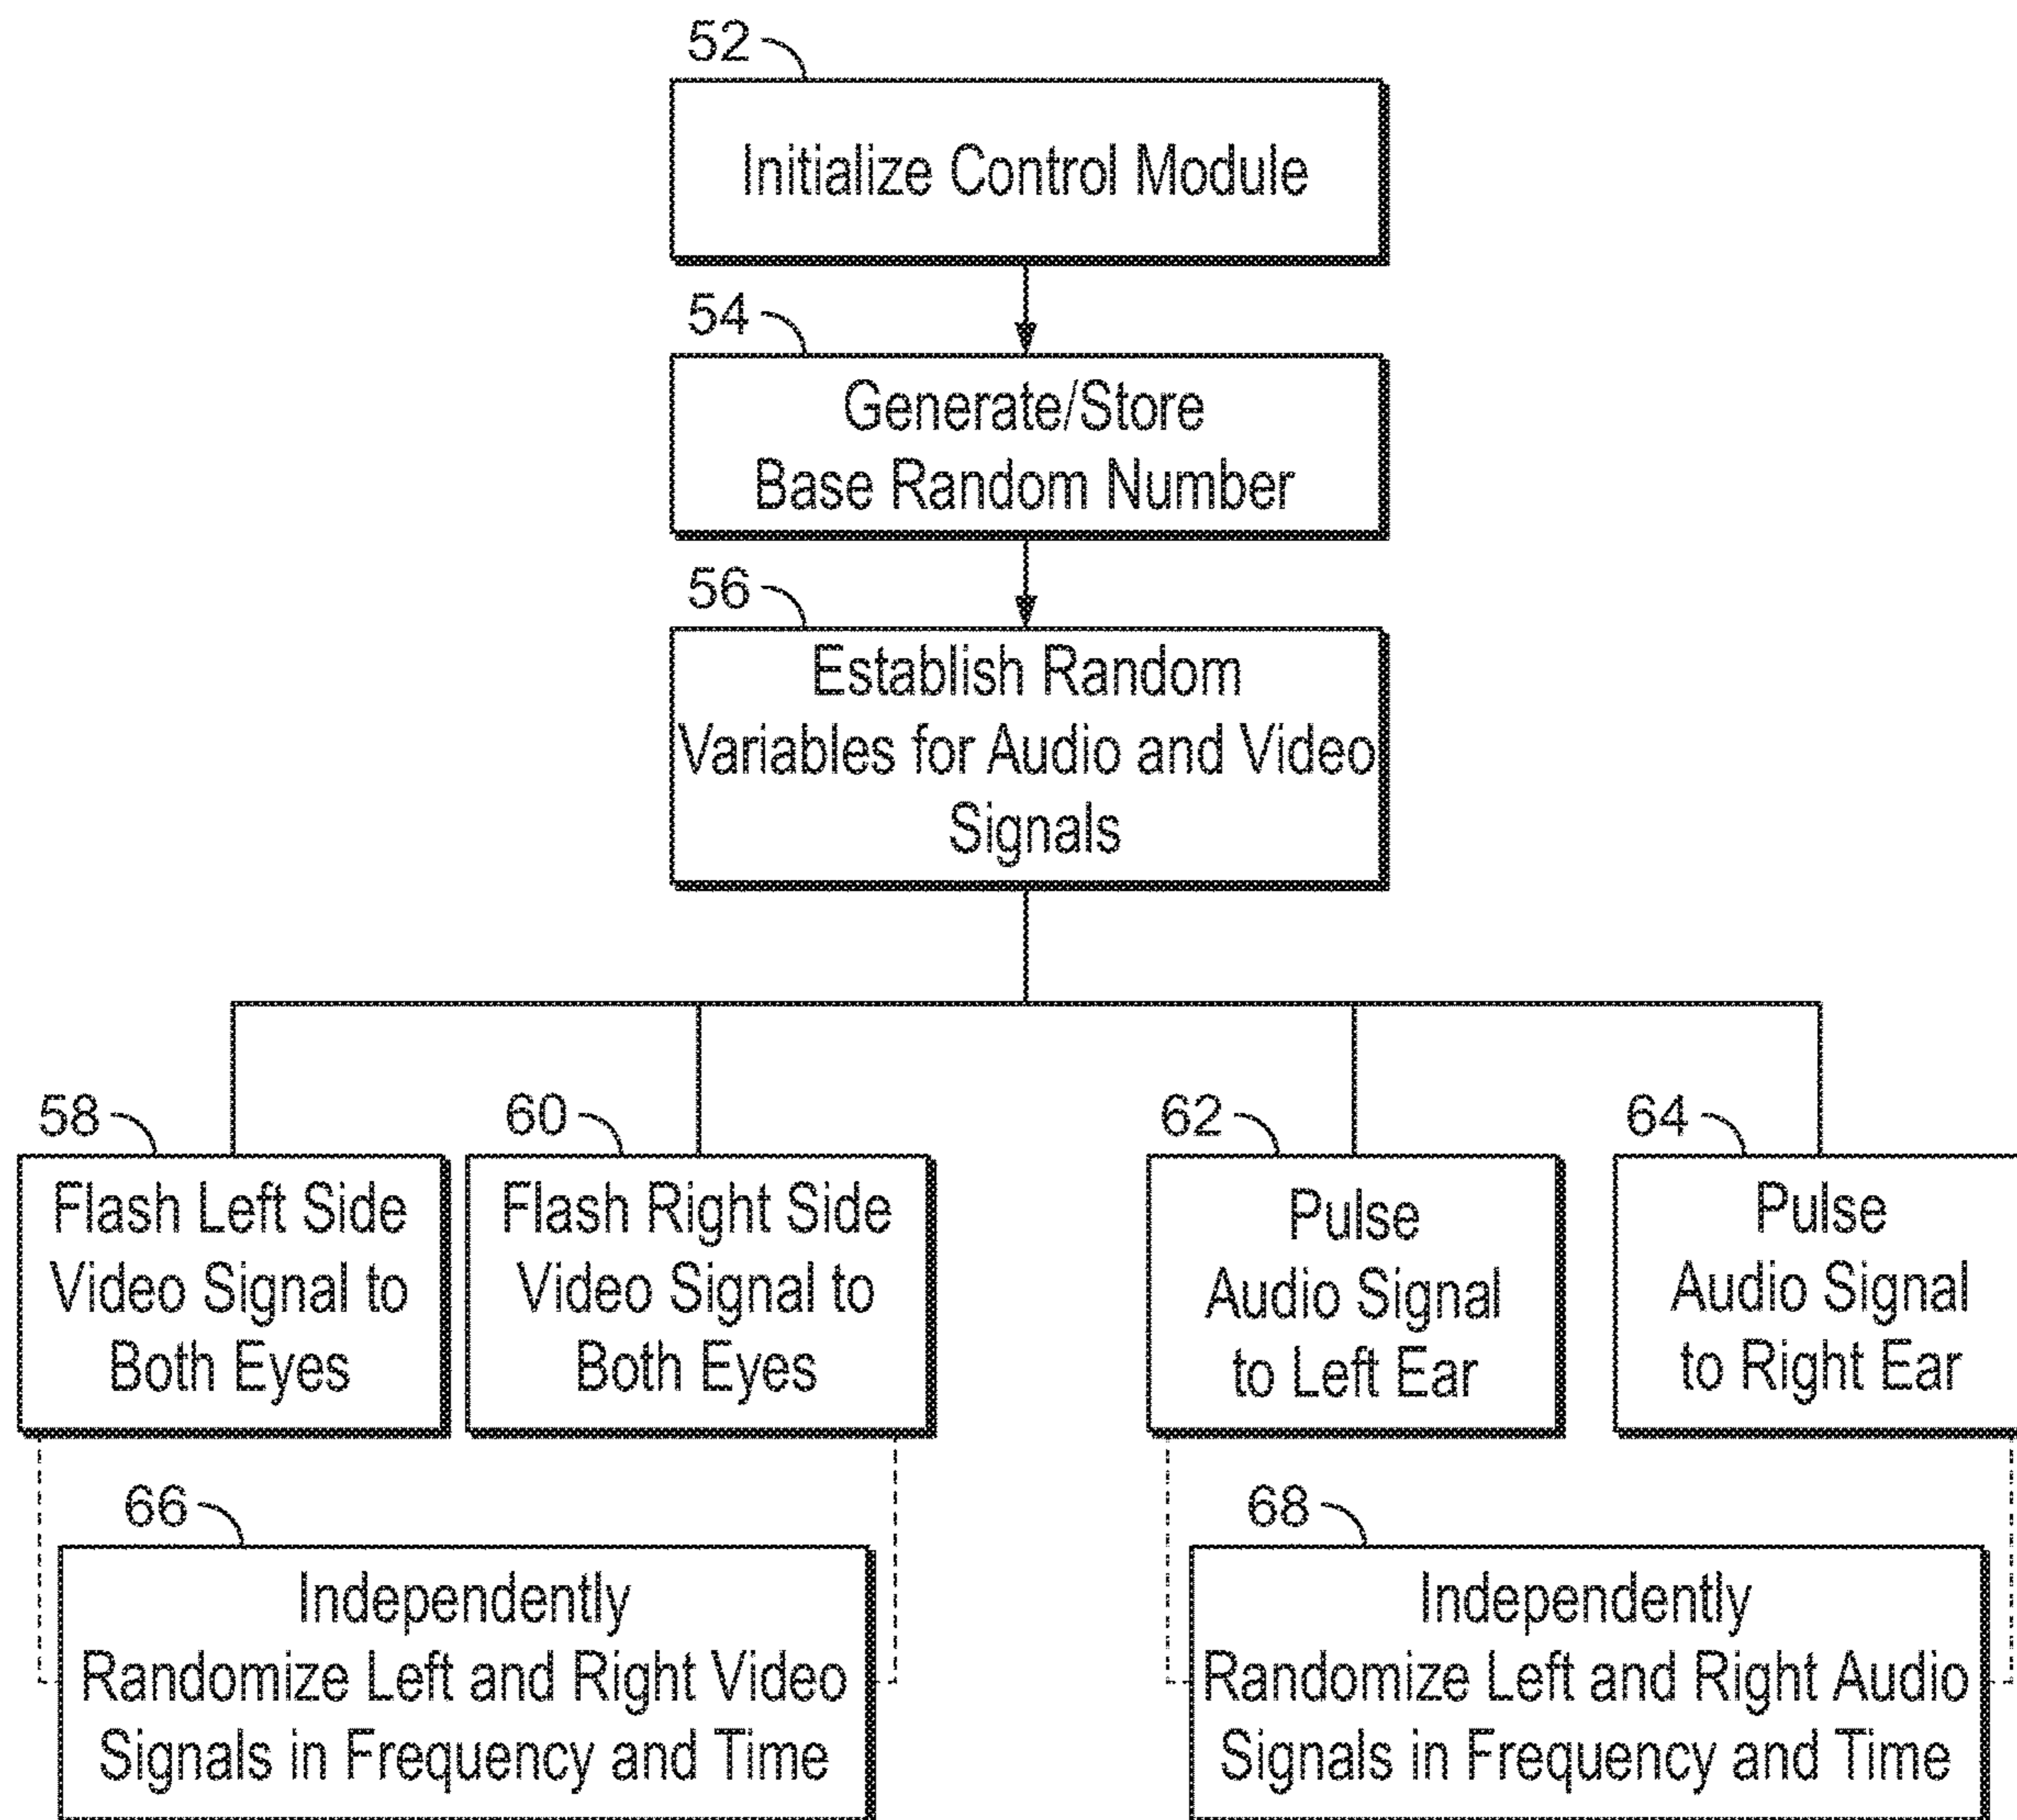 52
Initialize Control Module
54
Generate/Store
Base Random Number
56
Establish Random
Variables for Audio and Video
Signals
58
Flash Left Side
Video Signal to
Both Eyes
60
Flash Right Side
Video Signal to
Both Eyes
62
Pulse
Audio Signal
to Left Ear
64
Pulse
Audio Signal
to Right Ear
66
Independently
Randomize Left and Right Video
Signals in Frequency and Time
68
Independently
Randomize Left and Right Audio
Signals in Frequency and Time